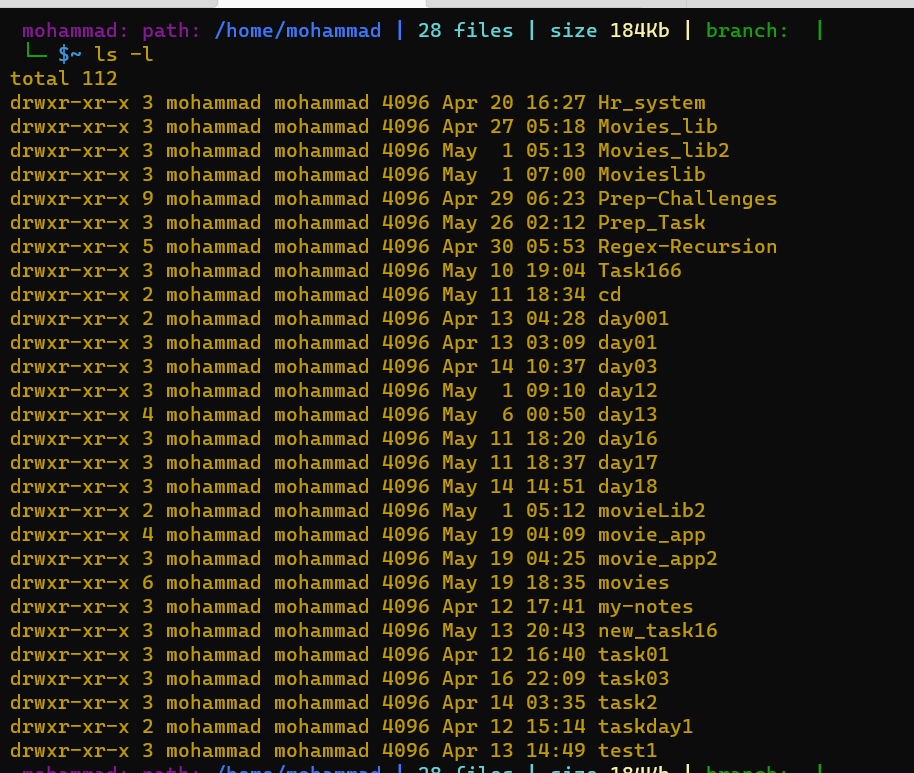 mohammad: path: /home/mohammad | 28 files | size 184Kb | branch:  |
└─ $~ ls -l
total 112
drwxr-xr-x 3 mohammad mohammad 4096 Apr 20 16:27 Hr_system
drwxr-xr-x 3 mohammad mohammad 4096 Apr 27 05:18 Movies_lib
drwxr-xr-x 3 mohammad mohammad 4096 May  1 05:13 Movies_lib2
drwxr-xr-x 3 mohammad mohammad 4096 May  1 07:00 Movieslib
drwxr-xr-x 9 mohammad mohammad 4096 Apr 29 06:23 Prep-Challenges
drwxr-xr-x 3 mohammad mohammad 4096 May 26 02:12 Prep_Task
drwxr-xr-x 5 mohammad mohammad 4096 Apr 30 05:53 Regex-Recursion
drwxr-xr-x 3 mohammad mohammad 4096 May 10 19:04 Task166
drwxr-xr-x 2 mohammad mohammad 4096 May 11 18:34 cd
drwxr-xr-x 2 mohammad mohammad 4096 Apr 13 04:28 day001
drwxr-xr-x 3 mohammad mohammad 4096 Apr 13 03:09 day01
drwxr-xr-x 3 mohammad mohammad 4096 Apr 14 10:37 day03
drwxr-xr-x 3 mohammad mohammad 4096 May  1 09:10 day12
drwxr-xr-x 4 mohammad mohammad 4096 May  6 00:50 day13
drwxr-xr-x 3 mohammad mohammad 4096 May 11 18:20 day16
drwxr-xr-x 3 mohammad mohammad 4096 May 11 18:37 day17
drwxr-xr-x 3 mohammad mohammad 4096 May 14 14:51 day18
drwxr-xr-x 2 mohammad mohammad 4096 May  1 05:12 movieLib2
drwxr-xr-x 4 mohammad mohammad 4096 May 19 04:09 movie_app
drwxr-xr-x 3 mohammad mohammad 4096 May 19 04:25 movie_app2
drwxr-xr-x 6 mohammad mohammad 4096 May 19 18:35 movies
drwxr-xr-x 3 mohammad mohammad 4096 Apr 12 17:41 my-notes
drwxr-xr-x 3 mohammad mohammad 4096 May 13 20:43 new_task16
drwxr-xr-x 3 mohammad mohammad 4096 Apr 12 16:40 task01
drwxr-xr-x 3 mohammad mohammad 4096 Apr 16 22:09 task03
drwxr-xr-x 3 mohammad mohammad 4096 Apr 14 03:35 task2
drwxr-xr-x 2 mohammad mohammad 4096 Apr 12 15:14 taskday1
drwxr-xr-x 3 mohammad mohammad 4096 Apr 13 14:49 test1
mohammad: path: /home/mohammad | 28 files | size 184Kb | branch:  |